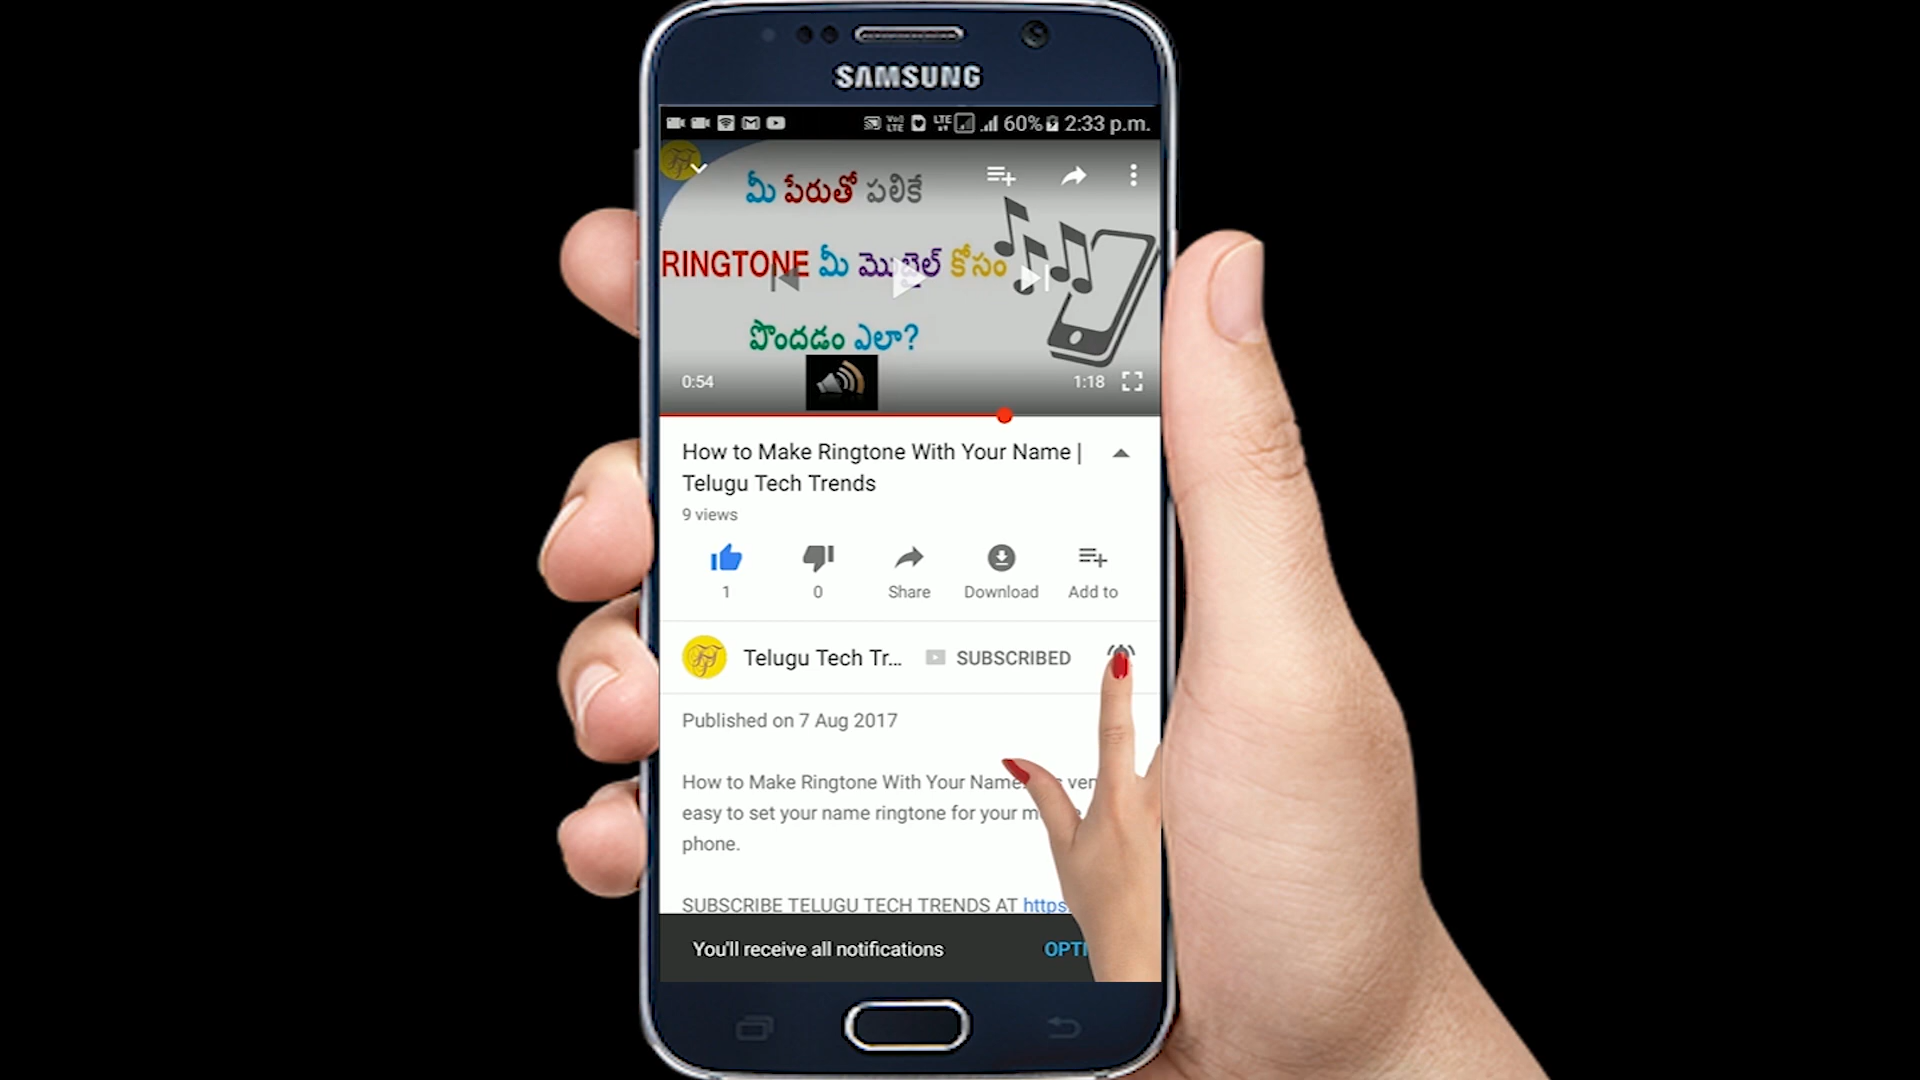 SAMSUNG
60% 2:33 p.m.
మీ పేరుతో పలికే
RINGTONE మీ మొబైల్ కోసం
పొందడం ఎలా?
0:54
1:18
How to Make Ringtone With Your Name |
Telugu Tech Trends
9 views
1
0
Share
Download
Add to
Telugu Tech Tr...
SUBSCRIBED
Published on 7 Aug 2017
How to Make Ringtone With Your Name.
easy to set your name ringtone for your
phone.
SUBSCRIBE TELUGU TECH TRENDS AT https:
You'll receive all notifications